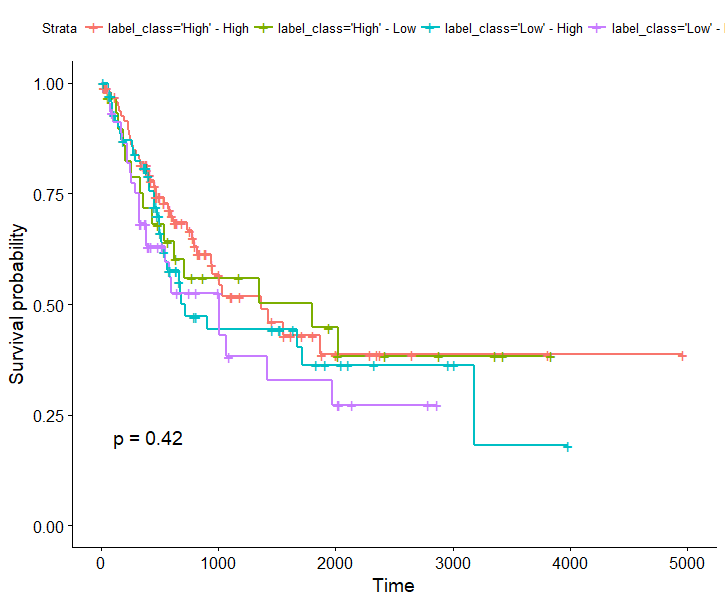 Strata label_class='High' - High label_class='High' - Low label_class='Low' - High label_class='Low' -
1.00
0.75
0.50
0.25
0.00
Survival probability
p = 0.42
0 1000 2000 3000 4000 5000
Time